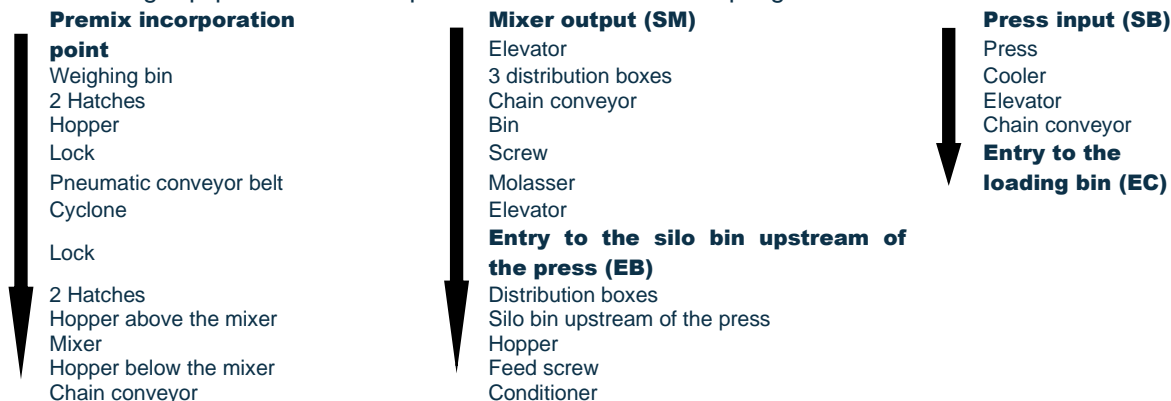 Premix incorporation
point
Weighing bin
2 Hatches
Hopper
Lock
Pneumatic conveyor belt
Cyclone
Lock
2 Hatches
Hopper above the mixer
Mixer
Hopper below the mixer
Chain conveyor
Mixer output (SM)
Elevator
3 distribution boxes
Chain conveyor
Bin
Screw
Molasser
Elevator
Entry to the silo bin upstream of
the press (EB)
Distribution boxes
Silo bin upstream of the press
Hopper
Feed screw
Conditioner
Press input (SB)
Press
Cooler
Elevator
Chain conveyor
Entry to the
loading bin (EC)